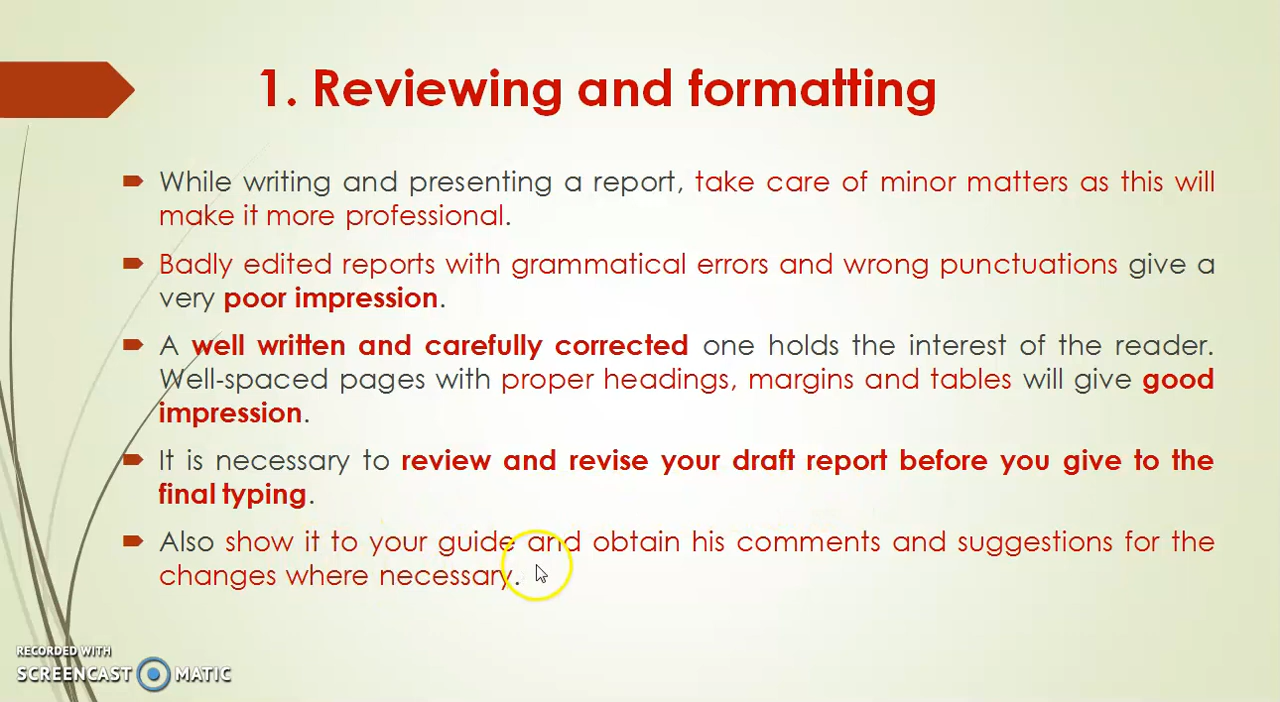 1. Reviewing and formatting
While writing and presenting a report, take care of minor matters as this will
make it more professional.
Badly edited reports with grammatical errors and wrong punctuations give a
very poor impression.
A well written and carefully corrected one holds the interest of the reader.
Well-spaced pages with proper headings, margins and tables will give good
impression.
It is necessary to review and revise your draft report before you give to the
final typing.
Also show it to your guide and obtain his comments and suggestions for the
changes where necessary.
RECORDED WITH
SCREENCAST MATIC